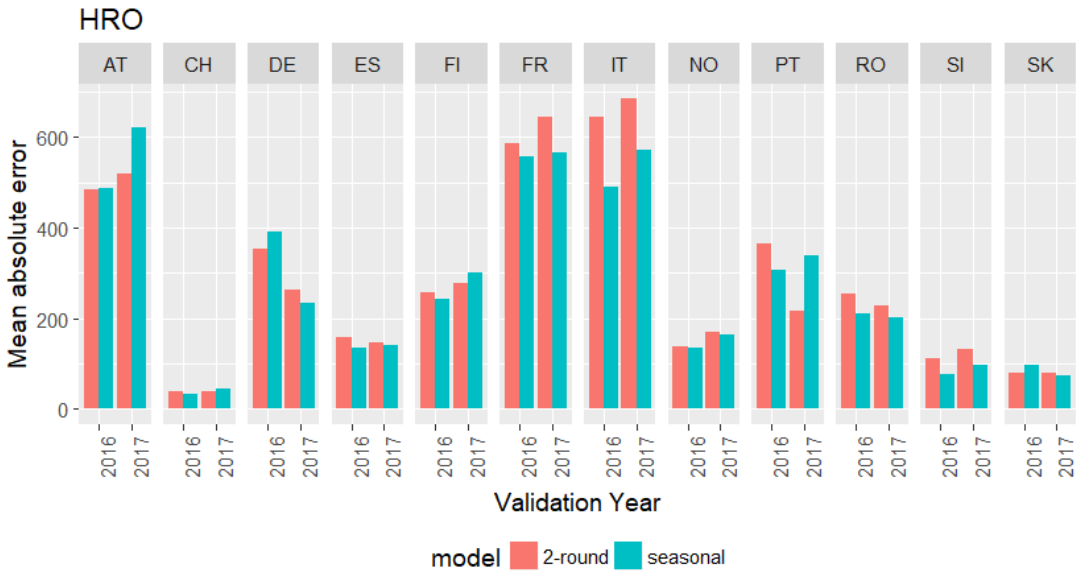 HRO
AT CH DE ES FI FR IT NO PT RO SI SK
Mean absolute error
600
400
200
0
2016 2017 2016 2017 2016 2017 2016 2017 2016 2017 2016 2017 2016 2017 2016 2017 2016 2017 2016 2017 2016 2017 2016 2017
Validation Year
model 2-round seasonal